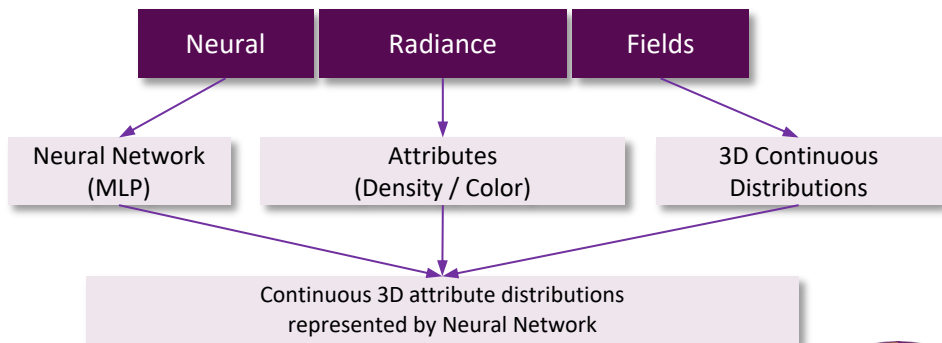 Neural Radiance Fields
Neural Network
(MLP)
Attributes
(Density / Color)
3D Continuous
Distributions
Continuous 3D attribute distributions
represented by Neural Network